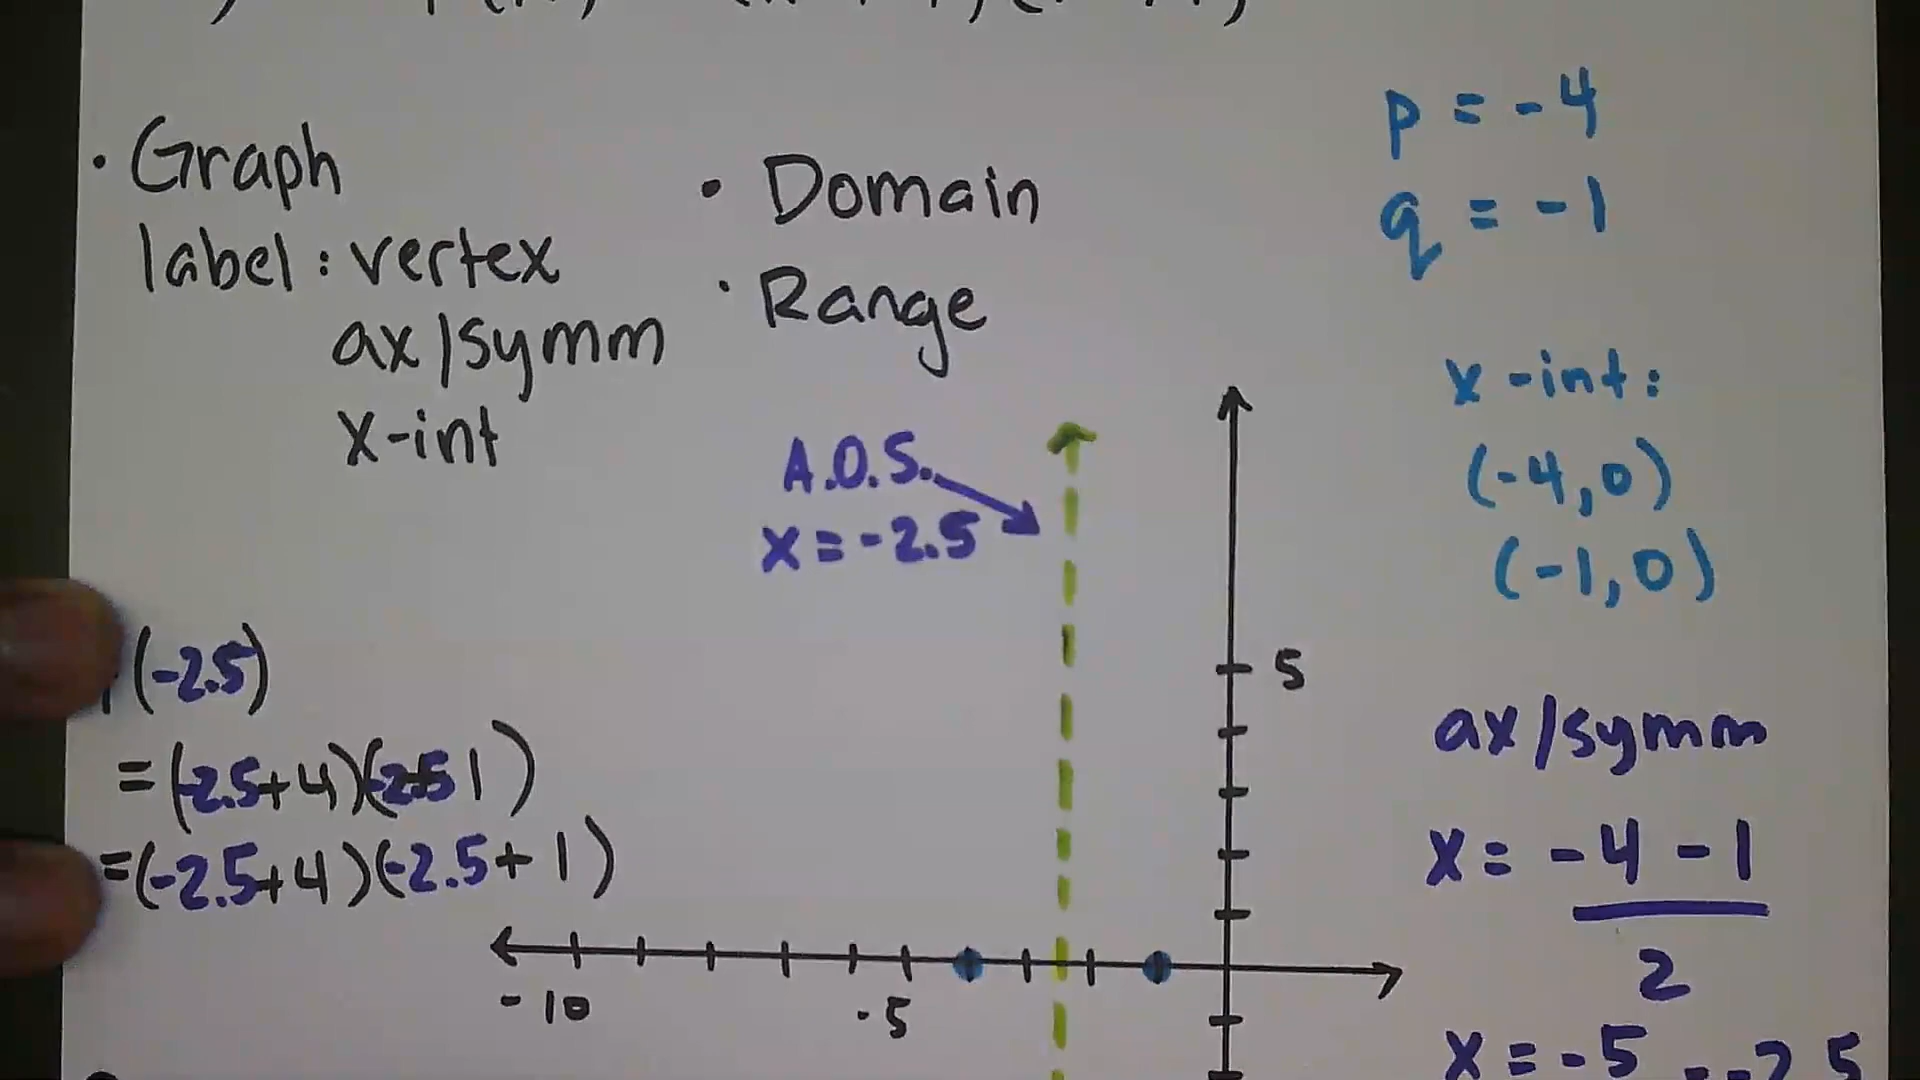 • Graph
label: vertex
ax/symm
x-int
• Domain
• Range
p = -4
q = -1
x-int:
(-4,0)
(-1,0)
A.O.S.
x = -2.5
5
(-2.5)
= (-2.5+4)( 1)
= (-2.5+4)(-2.5+1)
-10
-5
ax/symm
x = -4 - 1
2
x = -5